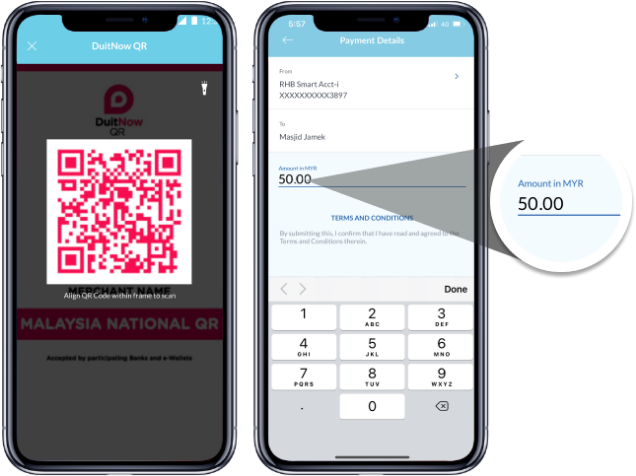 12:
DuitNow QR
DuitNow
QR
MERCHANT NAME
Align QR Code within frame to scan
MALAYSIA NATIONAL QR
Accepted by participating Banks and e-Wallets
5:57
4G
Payment Details
From
RHB Smart Acct-i
XXXXXXXXXX3897
To
Masjid Jamek
Amount in MYR
50.00
TERMS AND CONDITIONS
By submitting this, I confirm that I have read and agreed to the
Terms and Conditions therein.
Done
1
2
ABC
3
DEF
4
GHI
5
JKL
6
MNO
7
PQRS
8
TUV
9
WXYZ
.
0
Amount in MYR
50.00